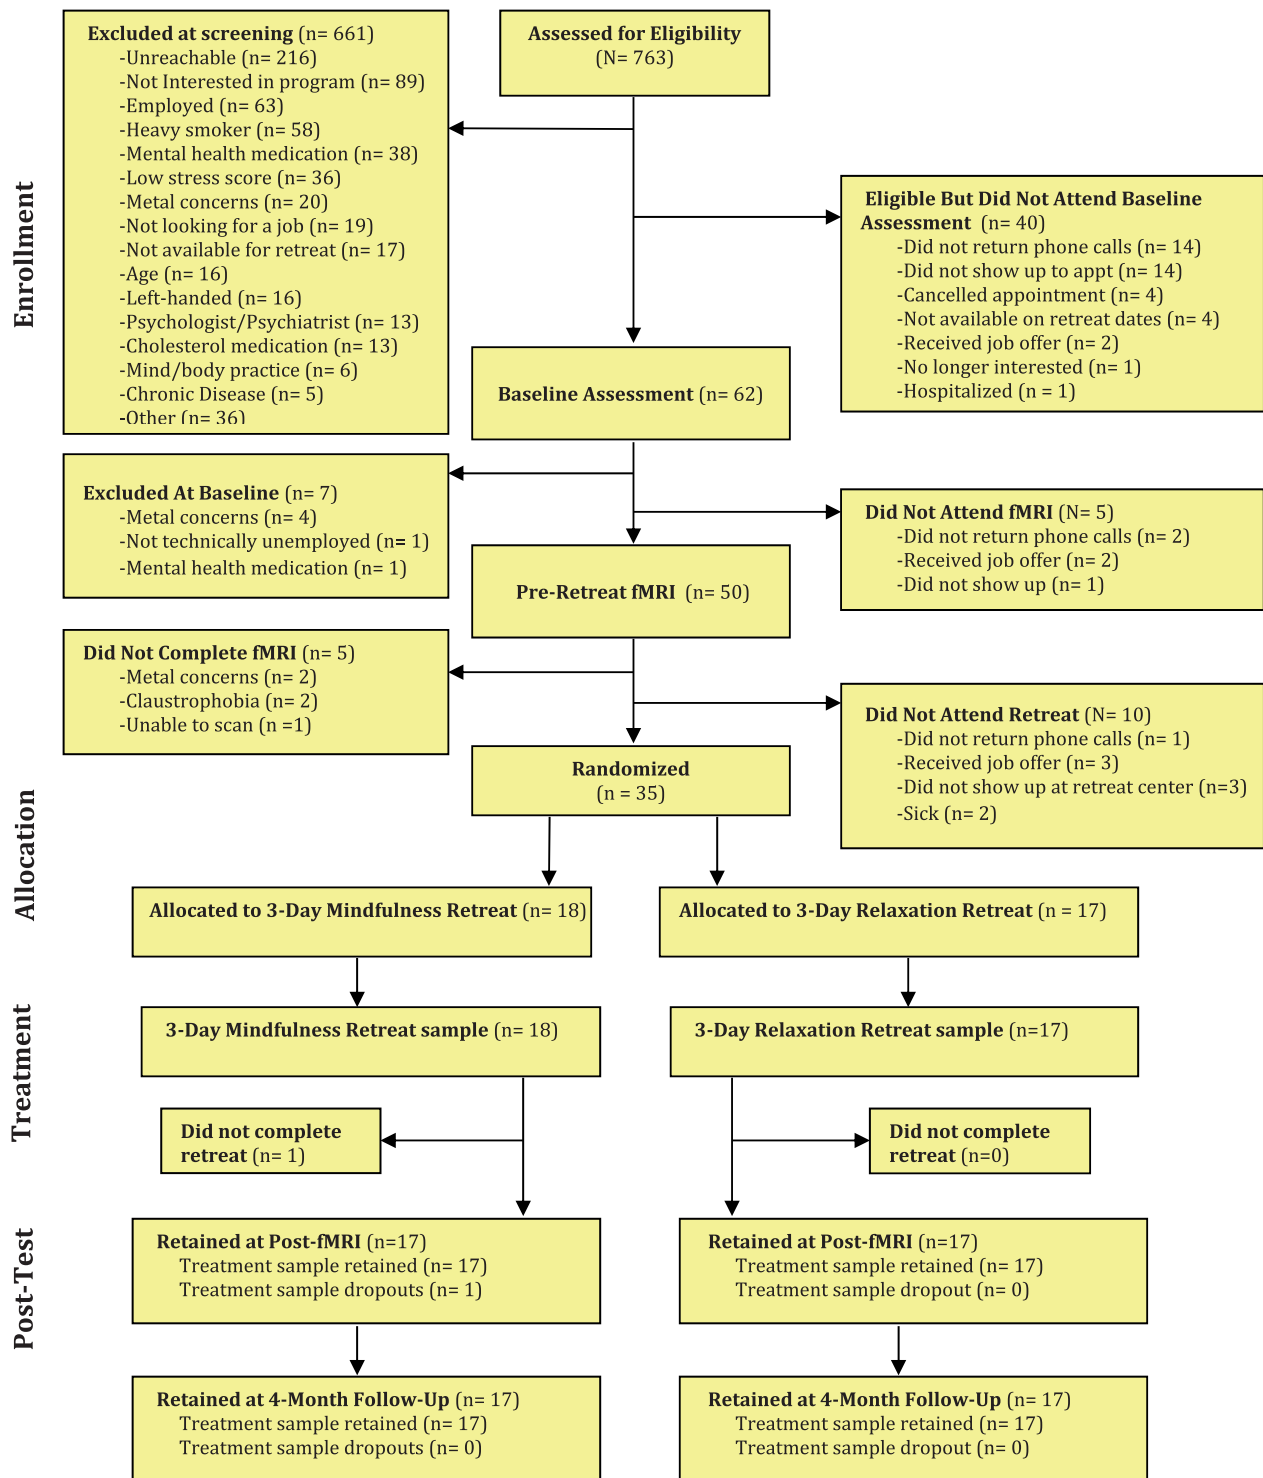 Assessed for Eligibility
(N= 763)
Excluded at screening (n= 661)
-Unreachable (n= 216)
-Not Interested in program (n= 89)
-Employed (n= 63)
-Heavy smoker (n= 58)
-Mental health medication (n= 38)
-Low stress score (n= 36)
-Metal concerns (n= 20)
-Not looking for a job (n= 19)
-Not available for retreat (n= 17)
-Age (n= 16)
-Left-handed (n= 16)
-Psychologist/Psychiatrist (n= 13)
-Cholesterol medication (n= 13)
-Mind/body practice (n= 6)
-Chronic Disease (n= 5)
-Other (n= 36)
Enrollment
Eligible But Did Not Attend Baseline
Assessment (n= 40)
-Did not return phone calls (n= 14)
-Did not show up to appt (n= 14)
-Cancelled appointment (n= 4)
-Not available on retreat dates (n= 4)
-Received job offer (n= 2)
-No longer interested (n= 1)
-Hospitalized (n = 1)
Baseline Assessment (n= 62)
Excluded At Baseline (n= 7)
-Metal concerns (n= 4)
-Not technically unemployed (n= 1)
-Mental health medication (n= 1)
Did Not Attend fMRI (N= 5)
-Did not return phone calls (n= 2)
-Received job offer (n= 2)
-Did not show up (n= 1)
Pre-Retreat fMRI (n= 50)
Did Not Complete fMRI (n= 5)
-Metal concerns (n= 2)
-Claustrophobia (n= 2)
-Unable to scan (n =1)
Did Not Attend Retreat (N= 10)
-Did not return phone calls (n= 1)
-Received job offer (n= 3)
-Did not show up at retreat center (n=3)
-Sick (n= 2)
Randomized
(n = 35)
Allocation
Allocated to 3-Day Mindfulness Retreat (n= 18)
Allocated to 3-Day Relaxation Retreat (n = 17)
Treatment
3-Day Mindfulness Retreat sample (n= 18)
3-Day Relaxation Retreat sample (n=17)
Did not complete
retreat (n= 1)
Did not complete
retreat (n=0)
Post-Test
Retained at Post-fMRI (n=17)
Treatment sample retained (n= 17)
Treatment sample dropouts (n= 1)
Retained at Post-fMRI (n=17)
Treatment sample retained (n= 17)
Treatment sample dropout (n= 0)
Retained at 4-Month Follow-Up (n= 17)
Treatment sample retained (n= 17)
Treatment sample dropouts (n= 0)
Retained at 4-Month Follow-Up (n= 17)
Treatment sample retained (n= 17)
Treatment sample dropout (n= 0)